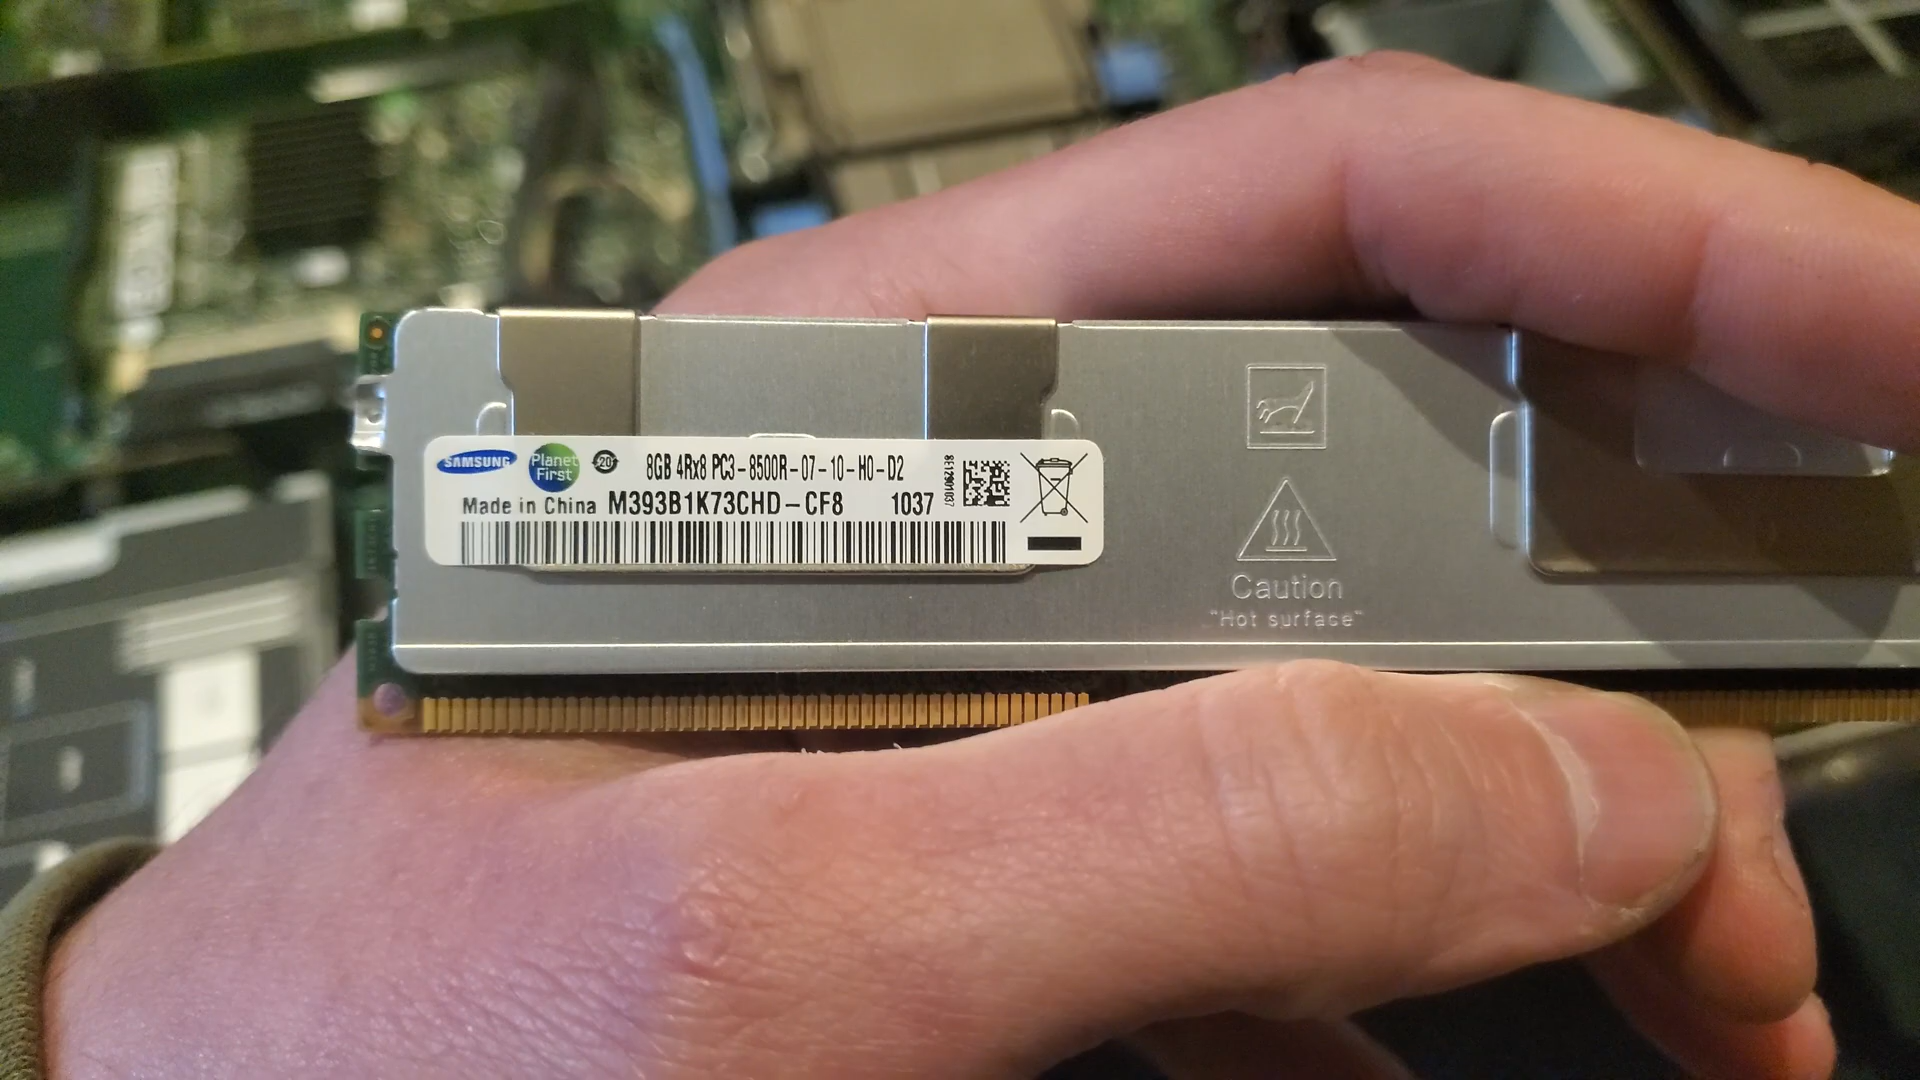 SAMSUNG
Planet First
20
8GB 4Rx8 PC3-8500R-07-10-H0-D2
Made in China M393B1K73CHD-CF8 1037
Caution
"Hot surface"